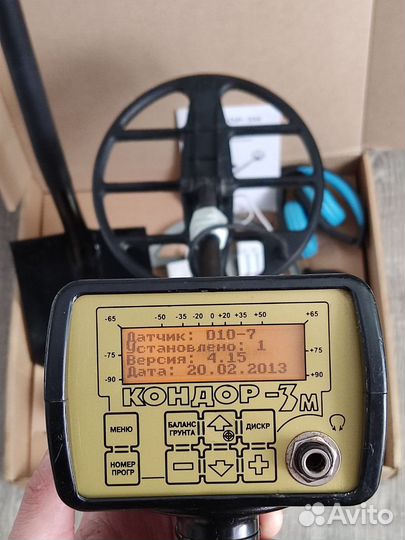 -65 -50 -35 -20 0 +20 +35 +50 +65
-75 +75
-90 +90
Датчик: D10-7
Установлено: 1
Версия: 4.15
Дата: 20.02.2013
КОНДОР-3М
МЕНЮ
БАЛАНС ГРУНТА
ДИСКР
НОМЕР ПРОГР
Avito